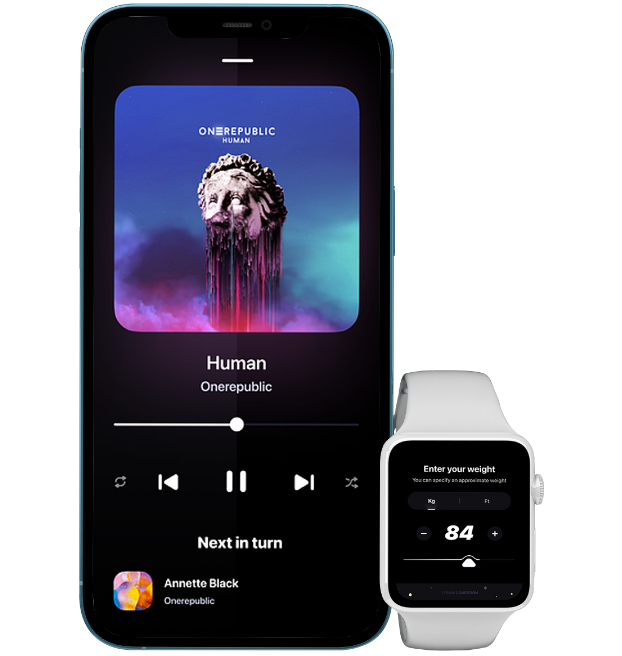 ONEREPUBLIC
HUMAN
Human
Onerepublic
Next in turn
Annette Black
Onerepublic
Enter your weight
You can specify an approximate weight
Kg
Ft
84